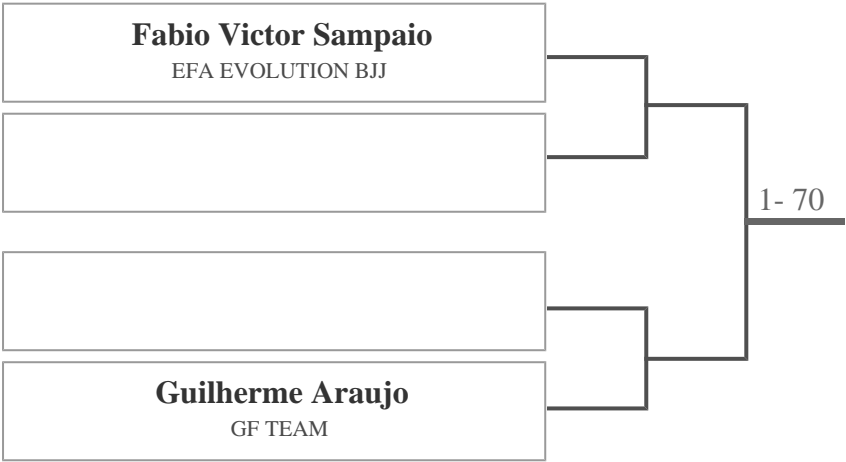 Fabio Victor Sampaio
EFA EVOLUTION BJJ
1- 70
Guilherme Araujo
GF TEAM